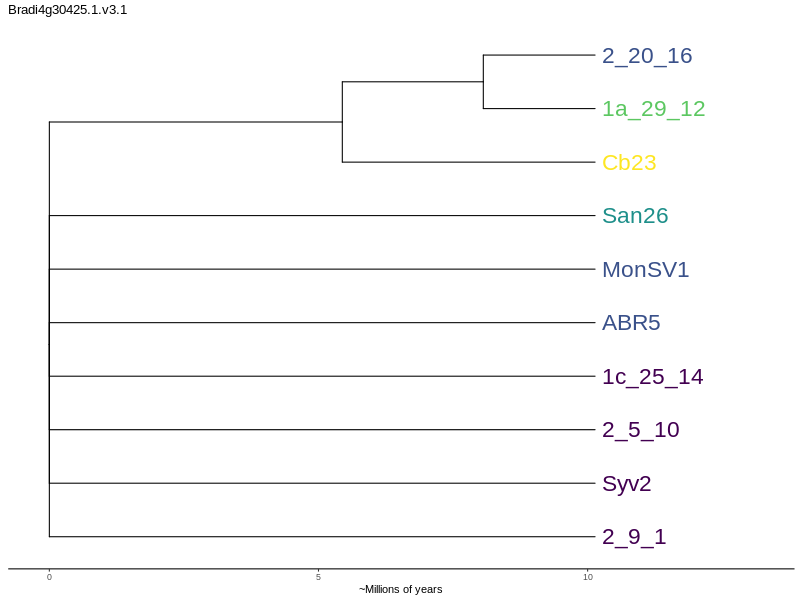 Bradi4g30425.1.v3.1
2_20_16
1a_29_12
Cb23
San26
MonSV1
ABR5
1c_25_14
2_5_10
Syv2
2_9_1
0 5 10
~Millions of years